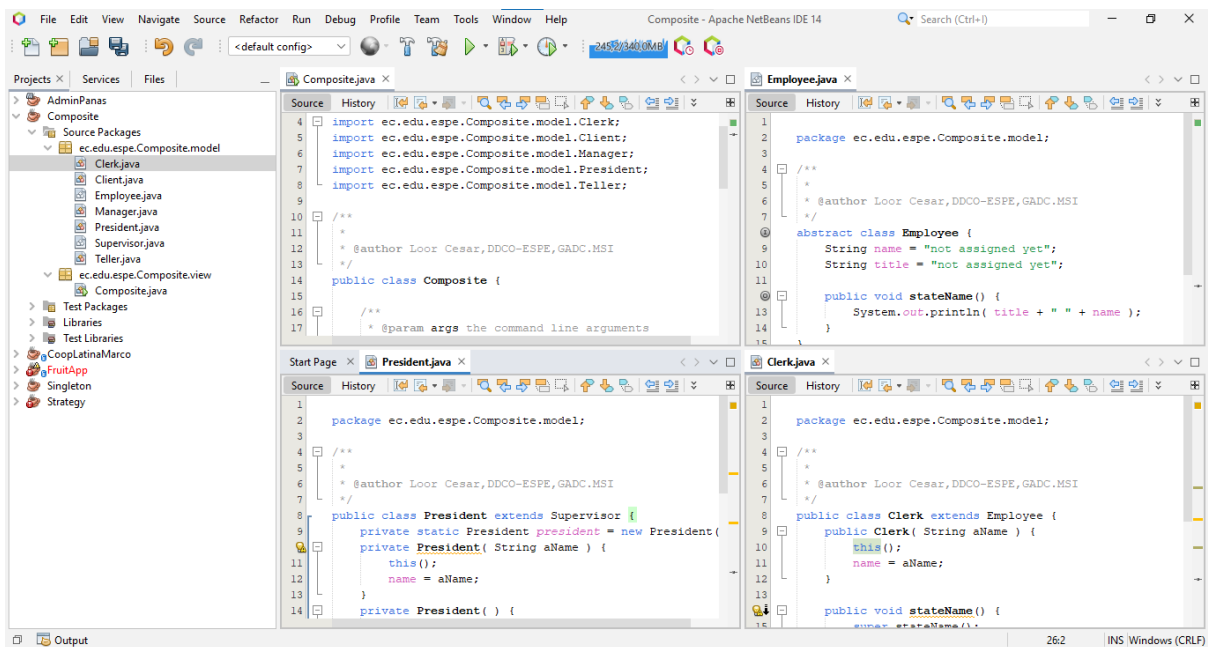 File Edit View Navigate Source Refactor Run Debug Profile Team Tools Window Help Composite - Apache NetBeans IDE 14 Search (Ctrl+I)
<default config> 245.2/340.0MB
Projects Services Files
AdminPanas
Composite
Source Packages
ec.edu.espe.Composite.model
Clerk.java
Client.java
Employee.java
Manager.java
President.java
Supervisor.java
Teller.java
ec.edu.espe.Composite.view
Composite.java
Test Packages
Libraries
Test Libraries
CoopLatinaMarco
FruitApp
Singleton
Strategy
Composite.java
Source History
4 import ec.edu.espe.Composite.model.Clerk;
5 import ec.edu.espe.Composite.model.Client;
6 import ec.edu.espe.Composite.model.Manager;
7 import ec.edu.espe.Composite.model.President;
8 import ec.edu.espe.Composite.model.Teller;
9
10 /**
11 *
12 * @author Loor Cesar,DDCO-ESPE,GADC.MSI
13 */
14 public class Composite {
15
16 /**
17 * @param args the command line arguments
Employee.java
Source History
1
2 package ec.edu.espe.Composite.model;
3
4 /**
5 *
6 * @author Loor Cesar,DDCO-ESPE,GADC.MSI
7 */
abstract class Employee {
9 String name = "not assigned yet";
10 String title = "not assigned yet";
11
public void stateName() {
13 System.out.println( title + " " + name );
14 }
15 }
Start Page President.java
Source History
1
2 package ec.edu.espe.Composite.model;
3
4 /**
5 *
6 * @author Loor Cesar,DDCO-ESPE,GADC.MSI
7 */
8 public class President extends Supervisor {
9 private static President president = new President(
private President( String aName ) {
11 this();
12 name = aName;
13 }
14 private President( ) {
Clerk.java
Source History
1
2 package ec.edu.espe.Composite.model;
3
4 /**
5 *
6 * @author Loor Cesar,DDCO-ESPE,GADC.MSI
7 */
8 public class Clerk extends Employee {
9 public Clerk( String aName ) {
10 this();
11 name = aName;
12 }
13
public void stateName() {
15 super.stateName();
Output 26:2 INS Windows (CRLF)